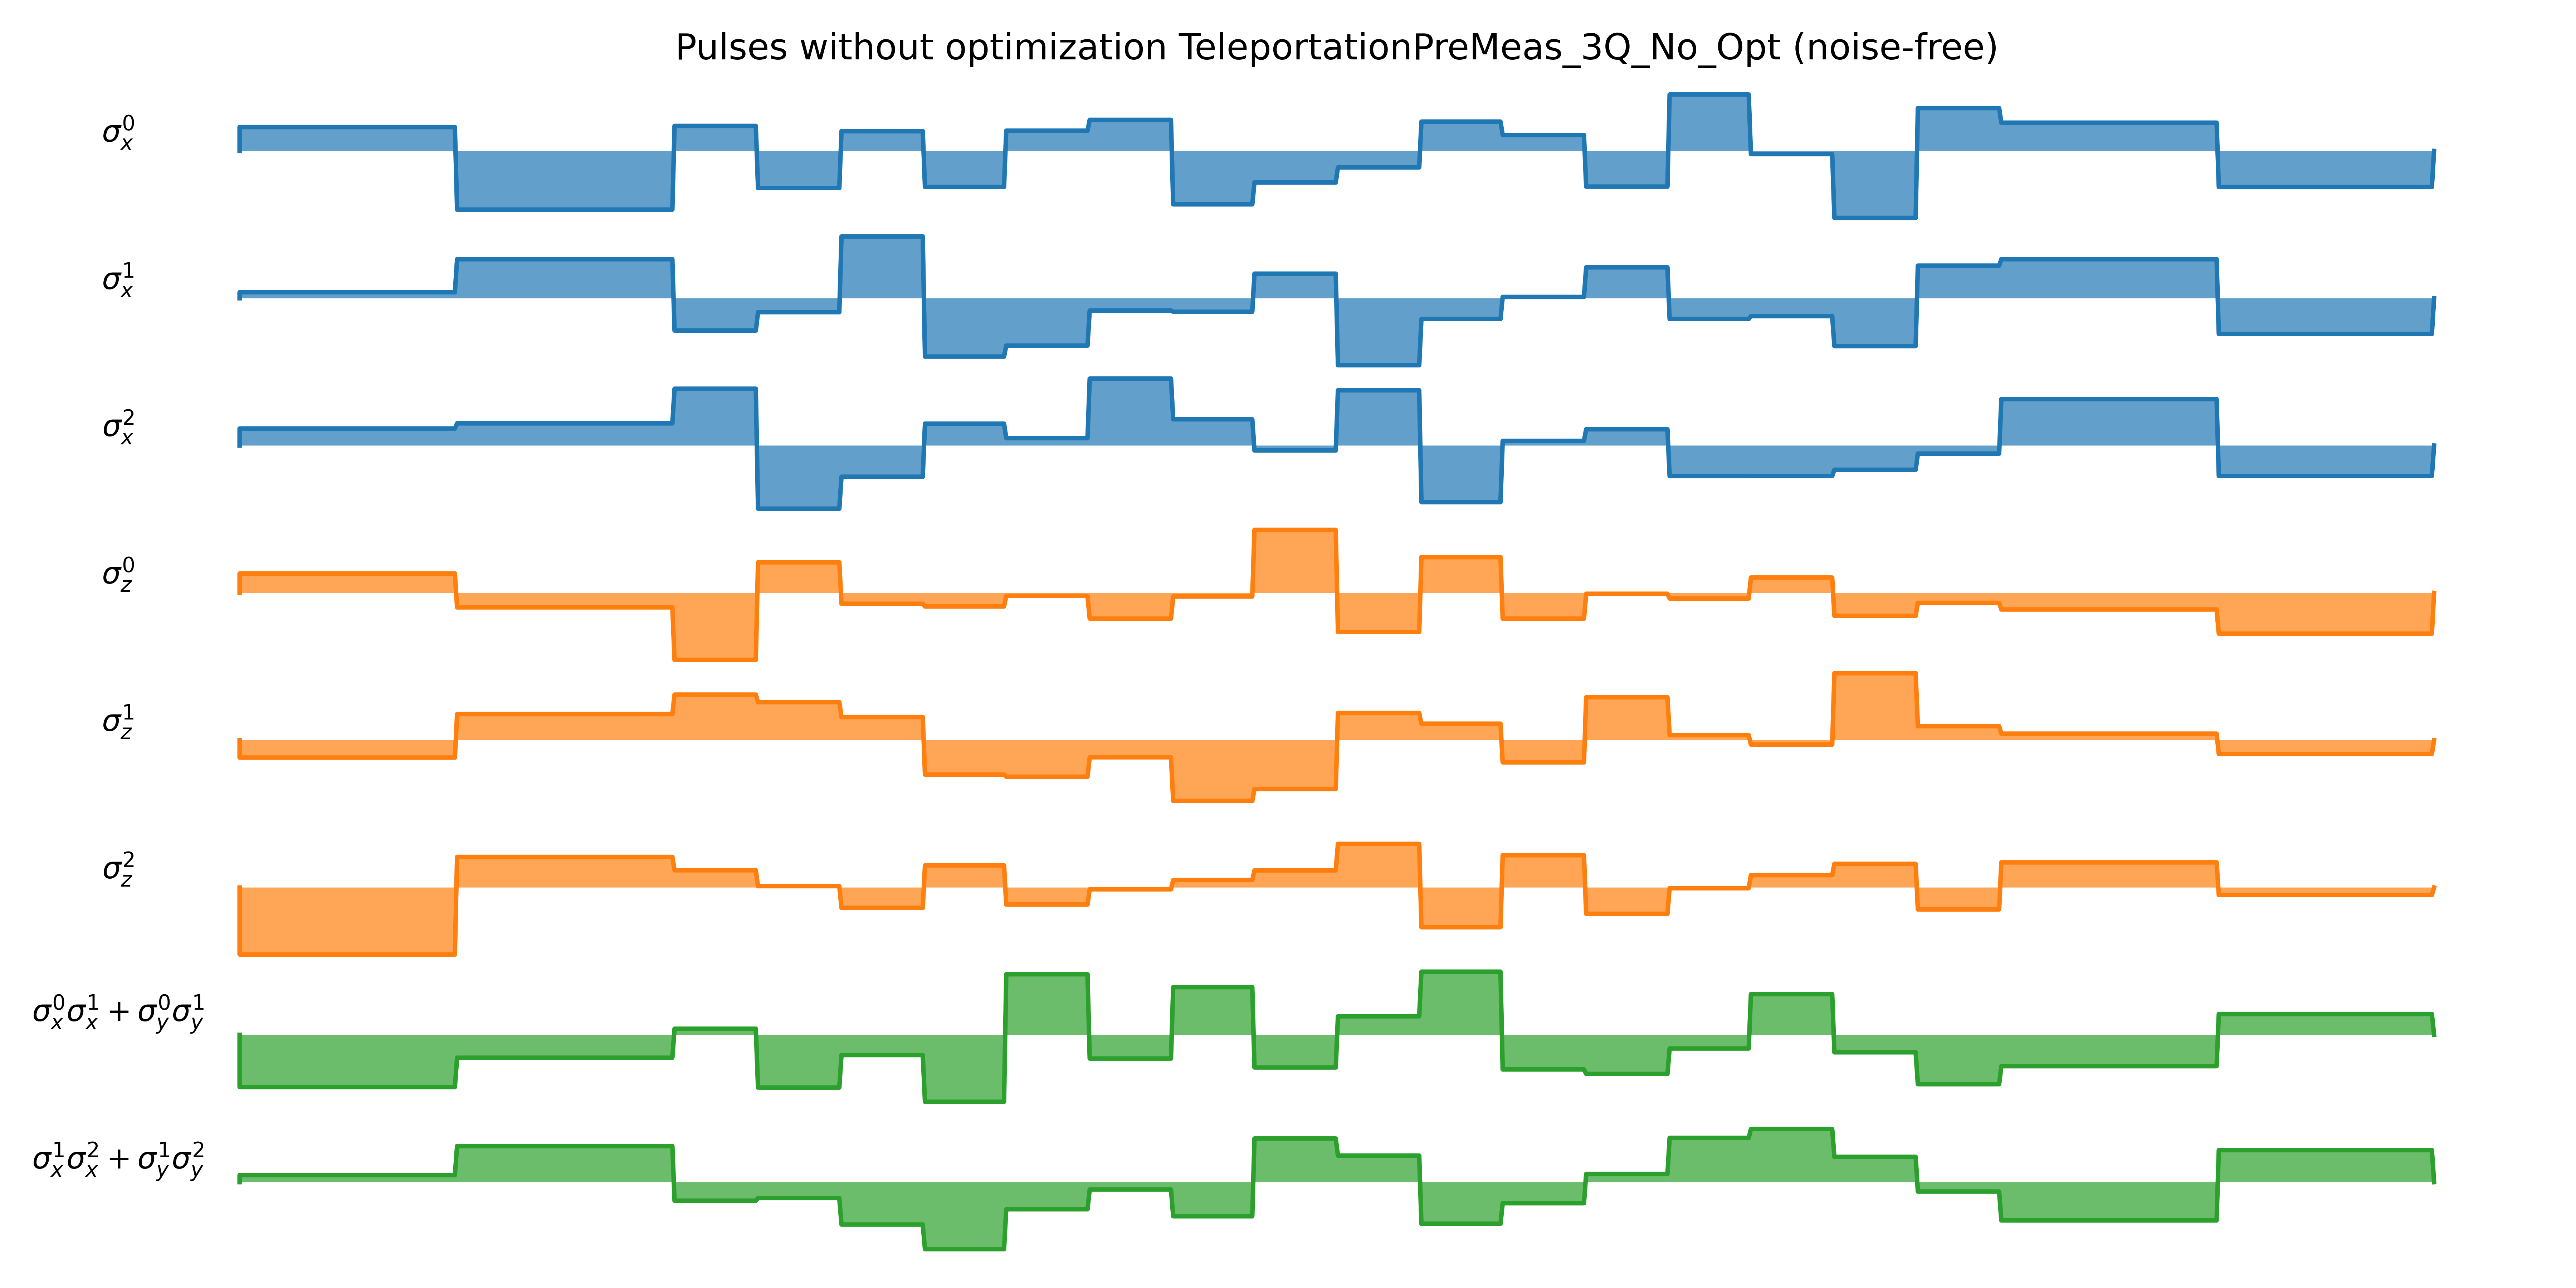 Pulses without optimization TeleportationPreMeas_3Q_No_Opt (noise-free)
σ_x^0
σ_x^1
σ_x^2
σ_z^0
σ_z^1
σ_z^2
σ_x^0σ_x^1 + σ_y^0σ_y^1
σ_x^1σ_x^2 + σ_y^1σ_y^2